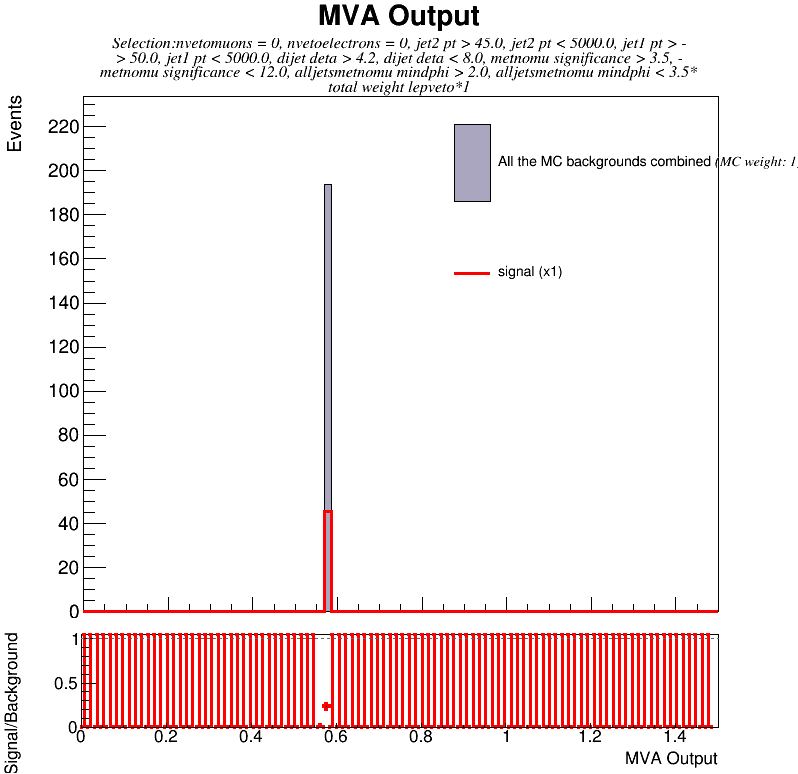 MVA Output
Selection:nvetomuons = 0, nvetoelectrons = 0, jet2 pt > 45.0, jet2 pt < 5000.0, jet1 pt > -
> 50.0, jet1 pt < 5000.0, dijet deta > 4.2, dijet deta < 8.0, metnomu significance > 3.5, -
metnomu significance < 12.0, alljetsmetnomu mindphi > 2.0, alljetsmetnomu mindphi < 3.5*
total weight lepveto*1
Events
220
200
180
160
140
120
100
80
60
40
20
0
All the MC backgrounds combined (MC weight: 1)
signal (x1)
Signal/Background
1
0.5
0
0 0.2 0.4 0.6 0.8 1 1.2 1.4
MVA Output